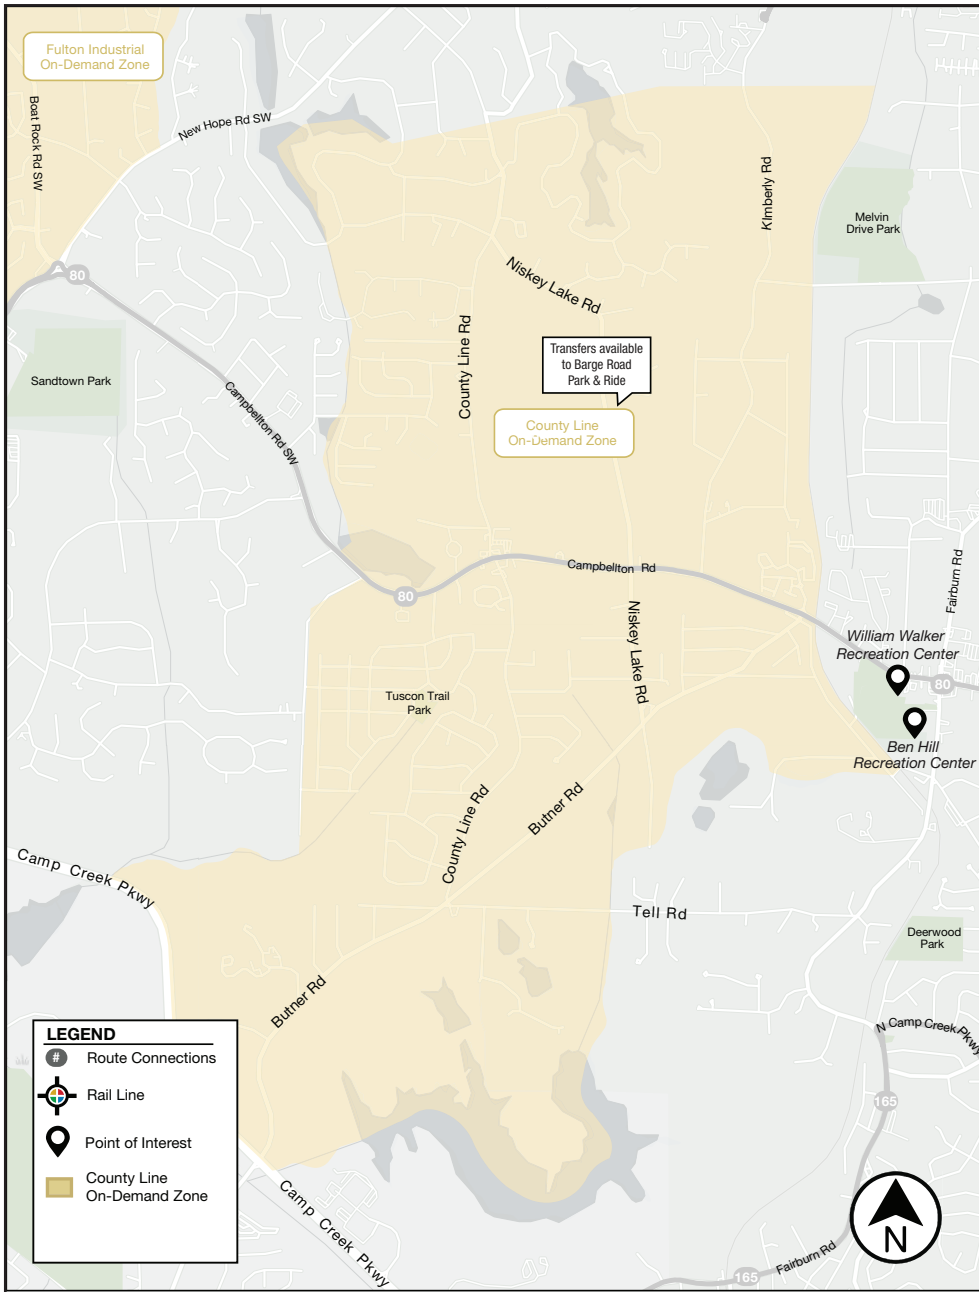 Fulton Industrial
On-Demand Zone
Boat Rock Rd SW
New Hope Rd SW
KImberly Rd
Melvin
Drive Park
Niskey Lake Rd
80
County Line Rd
Transfers available
to Barge Road
Park & Ride
Sandtown Park
Campbellton Rd SW
County Line
On-Demand Zone
Campbellton Rd
Fairburn Rd
80
Niskey Lake Rd
William Walker
Recreation Center
80
Tuscon Trail
Park
Ben Hill
Recreation Center
County Line Rd
Butner Rd
Camp Creek Pkwy
Tell Rd
Deerwood
Park
Butner Rd
N Camp Creek Pkwy
LEGEND
# Route Connections
Rail Line
Point of Interest
County Line
On-Demand Zone
165
Camp Creek Pkwy
N
Fairburn Rd
165